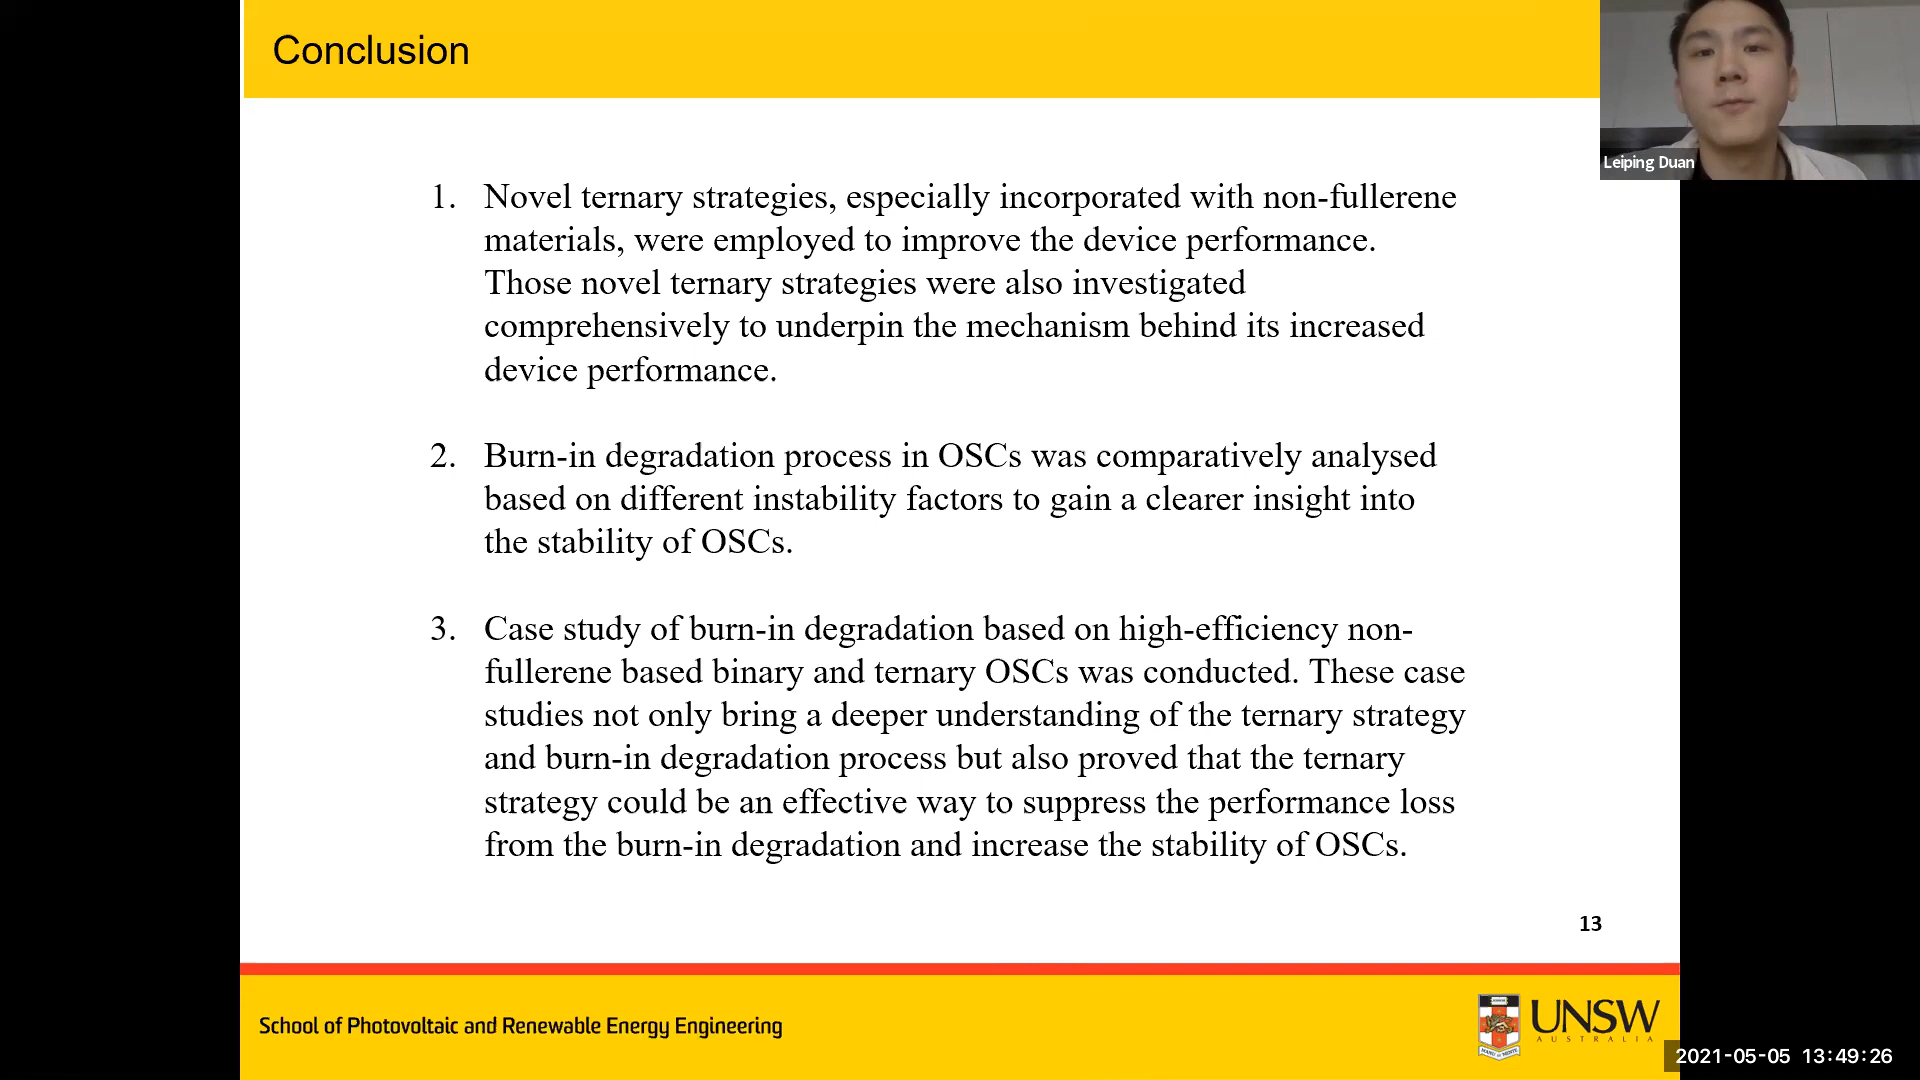 Conclusion
Leiping Duan
1. Novel ternary strategies, especially incorporated with non-fullerene
materials, were employed to improve the device performance.
Those novel ternary strategies were also investigated
comprehensively to underpin the mechanism behind its increased
device performance.
2. Burn-in degradation process in OSCs was comparatively analysed
based on different instability factors to gain a clearer insight into
the stability of OSCs.
3. Case study of burn-in degradation based on high-efficiency non-
fullerene based binary and ternary OSCs was conducted. These case
studies not only bring a deeper understanding of the ternary strategy
and burn-in degradation process but also proved that the ternary
strategy could be an effective way to suppress the performance loss
from the burn-in degradation and increase the stability of OSCs.
13
School of Photovoltaic and Renewable Energy Engineering
UNSW
AUSTRALIA
2021-05-05 13:49:26